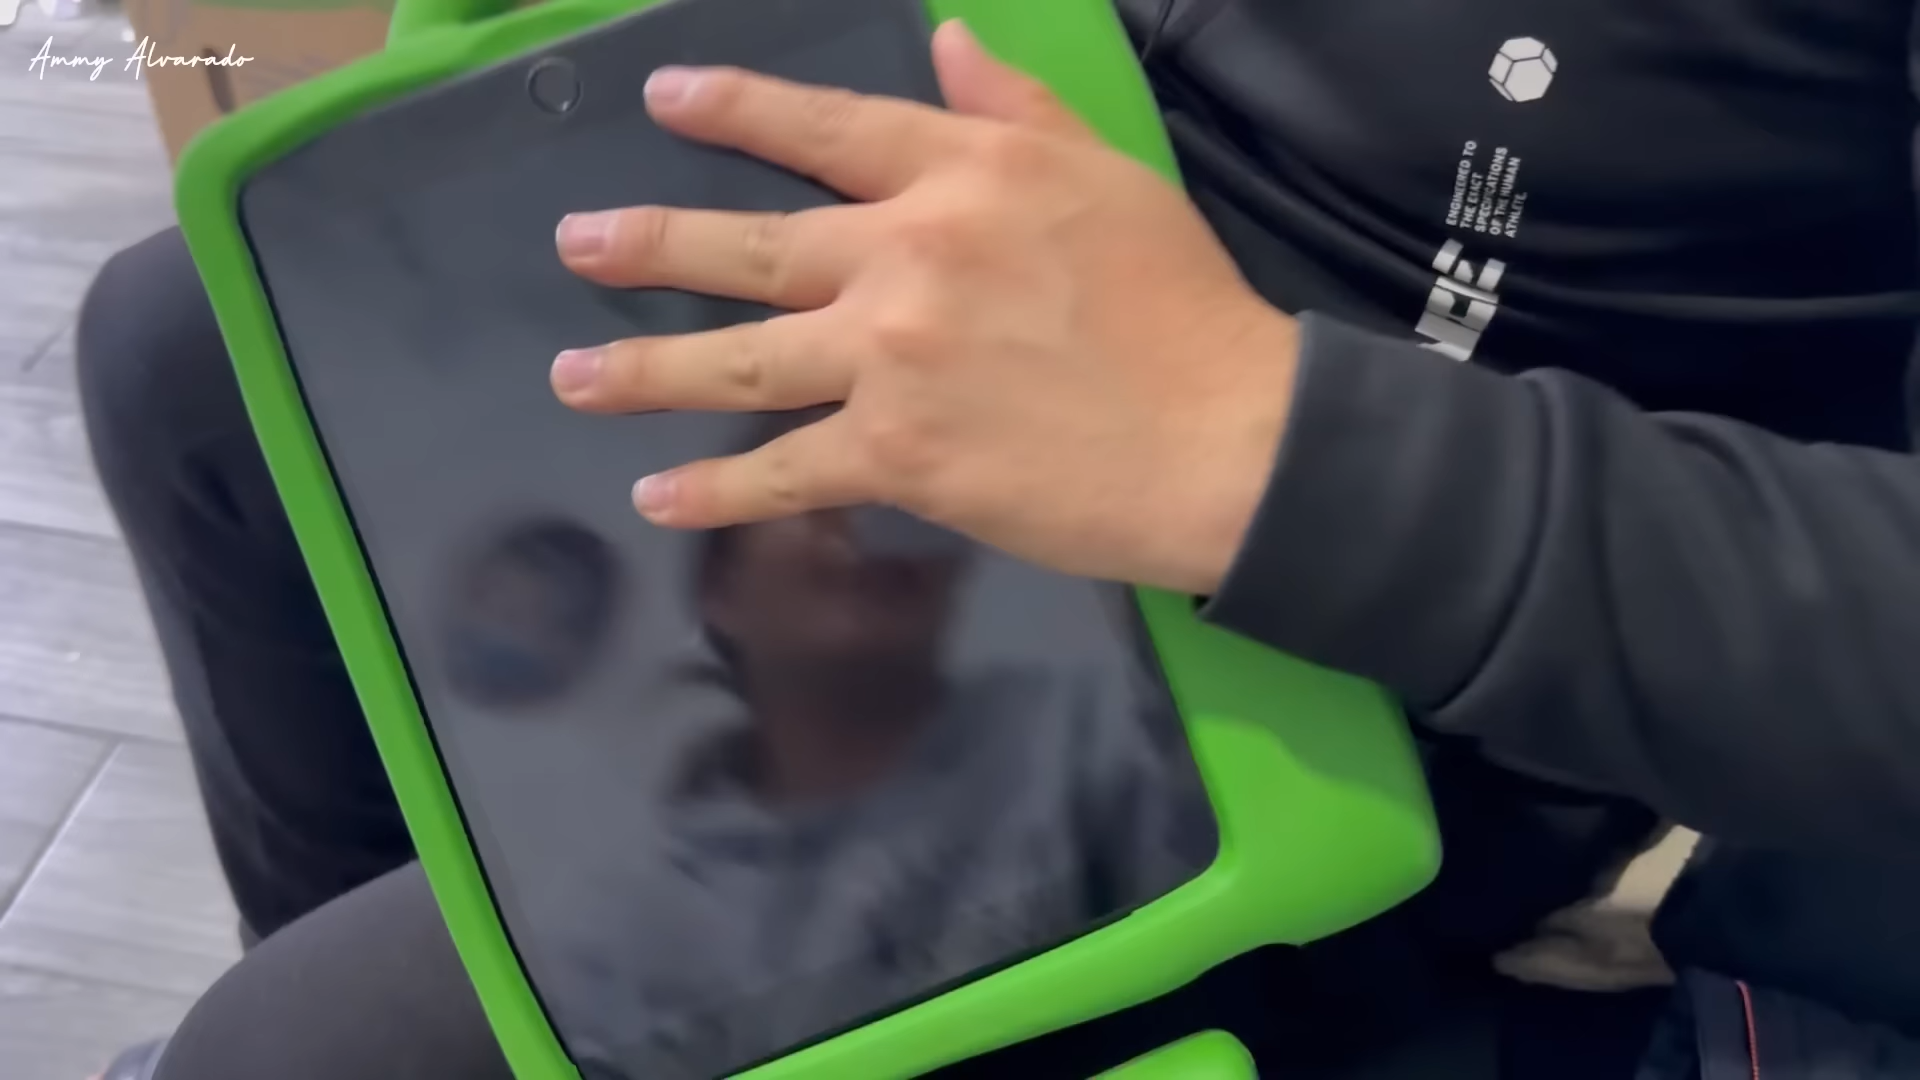 Ammy Alvarado
ENGINEERED TO
THE EXACT
SPECIFICATIONS
OF THE HUMAN
ATHLETE.